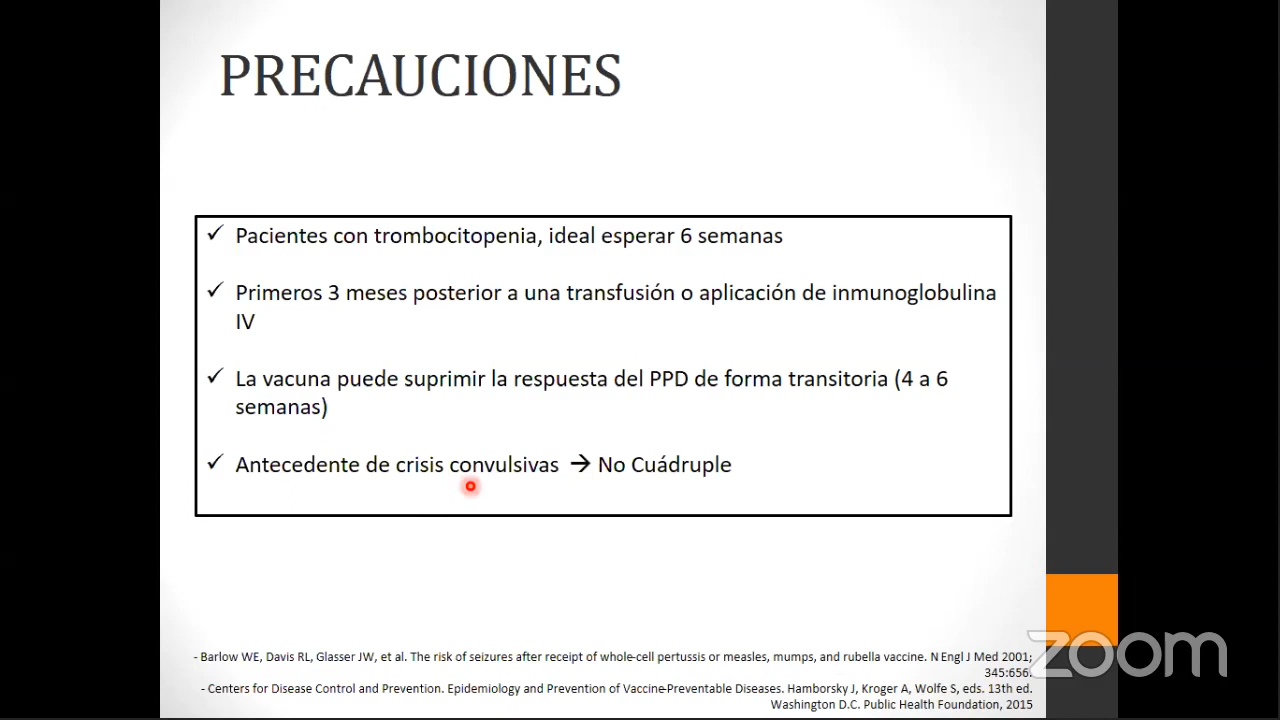 PRECAUCIONES
✓ Pacientes con trombocitopenia, ideal esperar 6 semanas
✓ Primeros 3 meses posterior a una transfusión o aplicación de inmunoglobulina
IV
✓ La vacuna puede suprimir la respuesta del PPD de forma transitoria (4 a 6
semanas)
✓ Antecedente de crisis convulsivas → No Cuádruple
- Barlow WE, Davis RL, Glasser JW, et al. The risk of seizures after receipt of whole-cell pertussis or measles, mumps, and rubella vaccine. N Engl J Med 2001;
345:656.
- Centers for Disease Control and Prevention. Epidemiology and Prevention of Vaccine-Preventable Diseases. Hamborsky J, Kroger A, Wolfe S, eds. 13th ed.
Washington D.C. Public Health Foundation, 2015
zoom